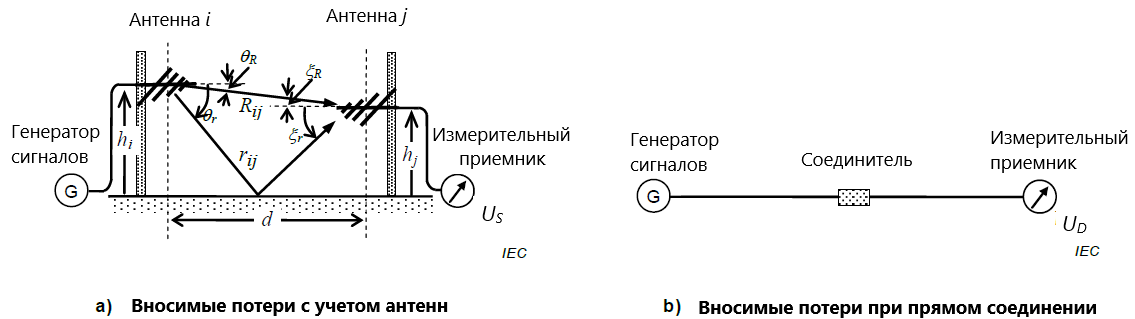 Антенна i
Антенна j
θR
ξR
Rij
θr
ξr
Генератор
сигналов
hi
rij
hj
Измерительный
приемник
G
d
US
IEC
a) Вносимые потери с учетом антенн
Генератор
сигналов
Соединитель
Измерительный
приемник
G
UD
IEC
b) Вносимые потери при прямом соединении